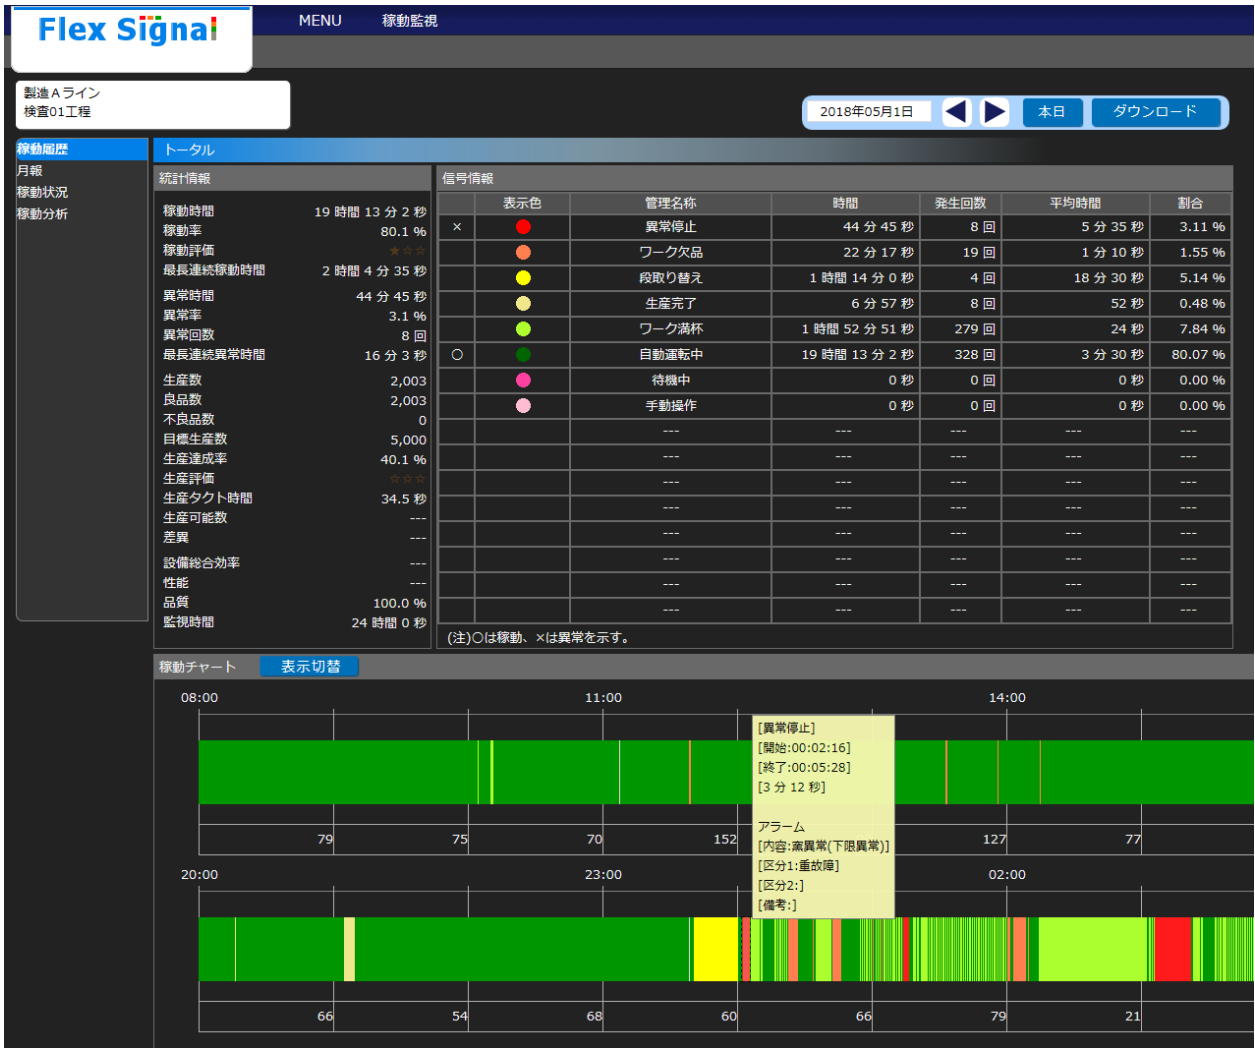 Flex Signal
MENU 稼動監視
製造Aライン
検査01工程
2018年05月1日 本日 ダウンロード
稼動履歴
月報
稼動状況
稼動分析
トータル
統計情報
稼動時間 19 時間 13 分 2 秒
稼動率 80.1 %
稼動評価 ★☆☆
最長連続稼動時間 2 時間 4 分 35 秒
異常時間 44 分 45 秒
異常率 3.1 %
異常回数 8 回
最長連続異常時間 16 分 3 秒
生産数 2,003
良品数 2,003
不良品数 0
目標生産数 5,000
生産達成率 40.1 %
生産評価 ☆☆☆
生産タクト時間 34.5 秒
生産可能数 ---
差異 ---
設備総合効率 ---
性能 ---
品質 100.0 %
監視時間 24 時間 0 秒
信号情報
表示色 管理名称 時間 発生回数 平均時間 割合
× 異常停止 44 分 45 秒 8 回 5 分 35 秒 3.11 %
ワーク欠品 22 分 17 秒 19 回 1 分 10 秒 1.55 %
段取り替え 1 時間 14 分 0 秒 4 回 18 分 30 秒 5.14 %
生産完了 6 分 57 秒 8 回 52 秒 0.48 %
ワーク満杯 1 時間 52 分 51 秒 279 回 24 秒 7.84 %
○ 自動運転中 19 時間 13 分 2 秒 328 回 3 分 30 秒 80.07 %
待機中 0 秒 0 回 0 秒 0.00 %
手動操作 0 秒 0 回 0 秒 0.00 %
--- --- --- --- ---
--- --- --- --- ---
--- --- --- --- ---
--- --- --- --- ---
--- --- --- --- ---
--- --- --- --- ---
--- --- --- --- ---
--- --- --- --- ---
(注)○は稼動、×は異常を示す。
稼動チャート 表示切替
08:00 11:00 14:00
79 75 70 152 127 77
[異常停止]
[開始:00:02:16]
[終了:00:05:28]
[3 分 12 秒]
アラーム
[内容:窯異常(下限異常)]
[区分1:重故障]
[区分2:]
[備考:]
20:00 23:00 02:00
66 54 68 60 66 79 21